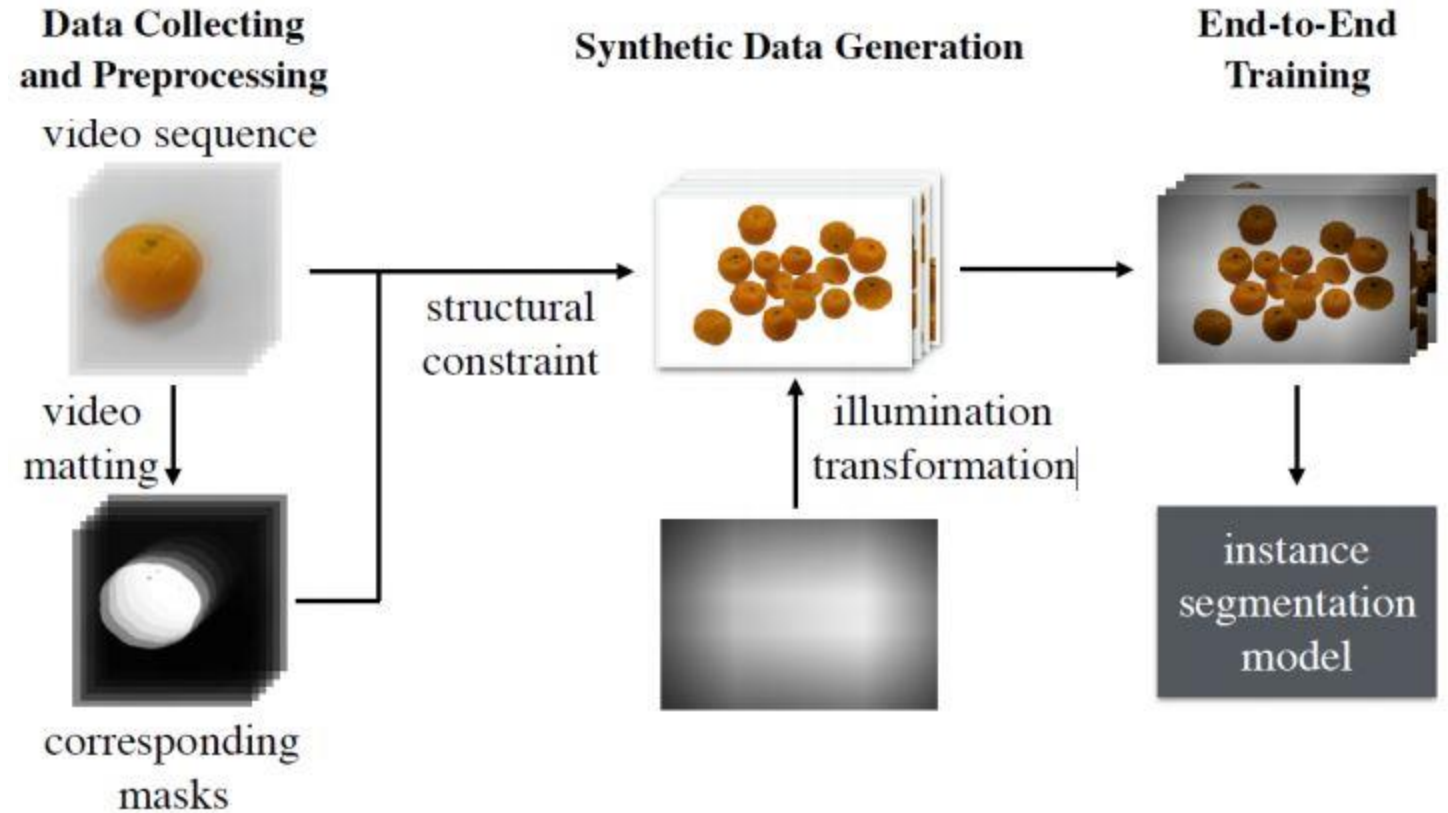 Data Collecting
and Preprocessing
video sequence
video
matting
corresponding
masks
Synthetic Data Generation
structural
constraint
illumination
transformation
End-to-End
Training
instance
segmentation
model